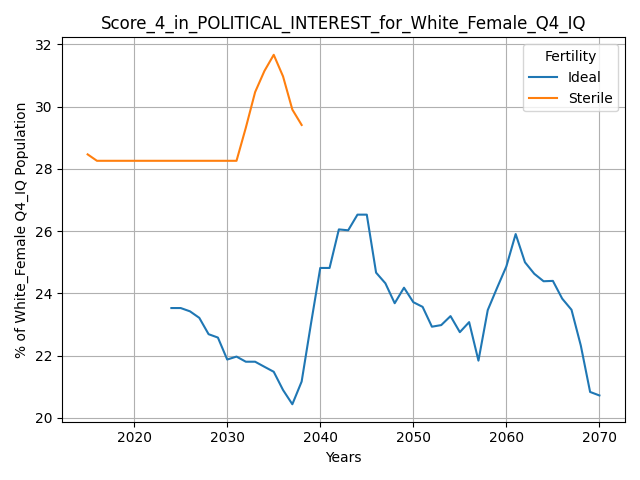 Score_4_in_POLITICAL_INTEREST_for_White_Female_Q4_IQ
% of White_Female Q4_IQ Population
32
30
28
26
24
22
20
Fertility
Ideal
Sterile
2020 2030 2040 2050 2060 2070
Years